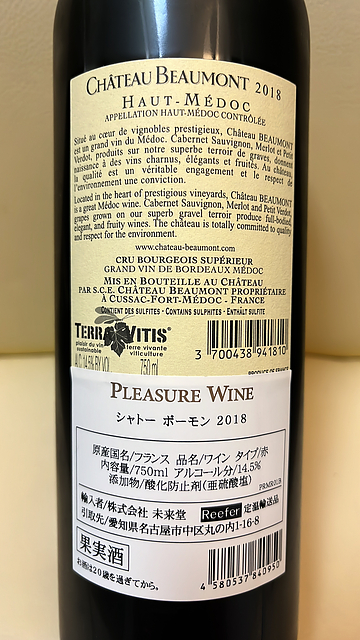 CHÂTEAU BEAUMONT 2018
HAUT-MÉDOC
APPELLATION HAUT-MÉDOC CONTRÔLÉE
Situé au cœur de vignobles prestigieux, Château BEAUMONT
est un grand vin du Médoc. Cabernet Sauvignon, Merlot et Petit
Verdot, produits sur notre superbe terroir de graves, donnent
naissance à des vins charnus, élégants et fruités. Au château,
la qualité est un véritable engagement et le respect de
l'environnement une conviction.
Located in the heart of prestigious vineyards, Château BEAUMONT
is a great Médoc wine. Cabernet Sauvignon, Merlot and Petit Verdot,
grapes grown on our superb gravel terroir produce full-bodied,
elegant, and fruity wines. The château is totally committed to quality
and respect for the environment.
www.chateau-beaumont.com
CRU BOURGEOIS SUPÉRIEUR
GRAND VIN DE BORDEAUX MÉDOC
MIS EN BOUTEILLE AU CHÂTEAU
PAR S.C.E. CHÂTEAU BEAUMONT PROPRIÉTAIRE
À CUSSAC-FORT-MÉDOC - FRANCE
CONTIENT DES SULFITES - CONTAINS SULPHITES - ENTHÄLT SULFITE
TERRA VITIS®
plaisir du vin
sustainable
terre vivante
viticulture
3 700438 941810
ALC. 14,5% BY VOL.
750 ml
PRODUCE OF FRANCE
PLEASURE WINE
シャトー ボーモン 2018
原産国名/フランス 品名/ワイン タイプ/赤
内容量/750ml アルコール分/14.5%
添加物/酸化防止剤(亜硫酸塩)
輸入者/株式会社 未来堂 Reefer 定温輸送品
引取先/愛知県名古屋市中区丸の内1-16-8
果実酒
お酒は20歳を過ぎてから。
4 580537 840950